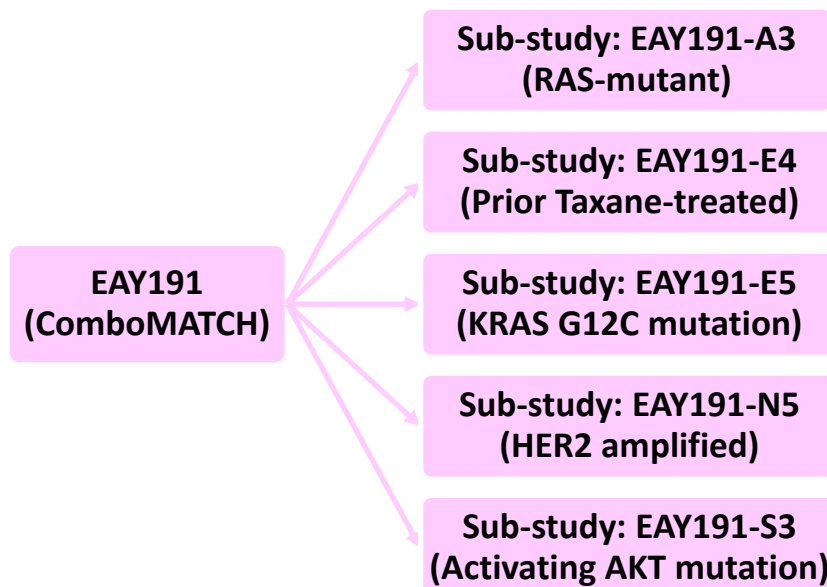 EAY191
(ComboMATCH)
Sub-study: EAY191-A3
(RAS-mutant)
Sub-study: EAY191-E4
(Prior Taxane-treated)
Sub-study: EAY191-E5
(KRAS G12C mutation)
Sub-study: EAY191-N5
(HER2 amplified)
Sub-study: EAY191-S3
(Activating AKT mutation)